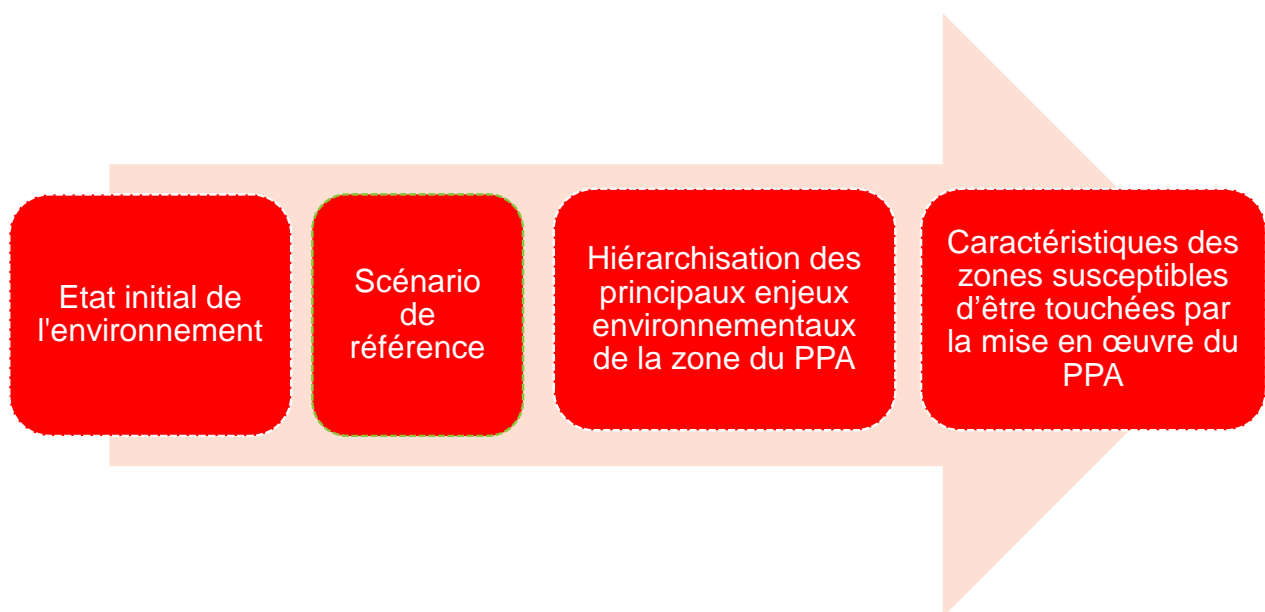 Etat initial de
l'environnement
Scénario
de
référence
Hiérarchisation des
principaux enjeux
environnementaux
de la zone du PPA
Caractéristiques des
zones susceptibles
d’être touchées par
la mise en œuvre du
PPA